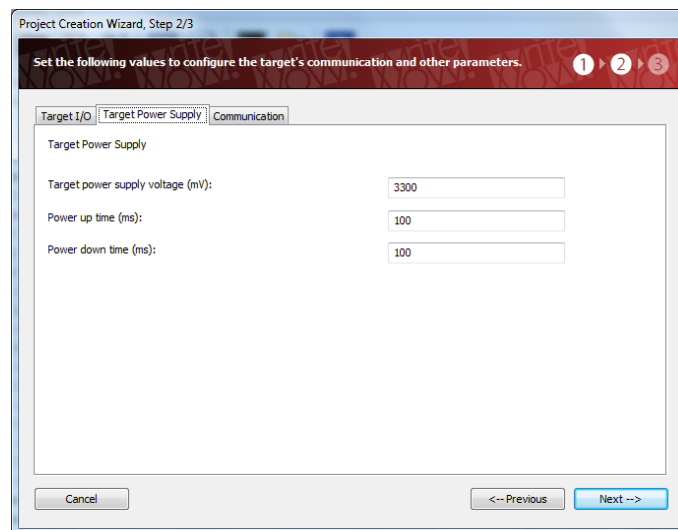 Project Creation Wizard, Step 2/3
Set the following values to configure the target's communication and other parameters.
1 2 3
Target I/O Target Power Supply Communication
Target Power Supply
Target power supply voltage (mV): 3300
Power up time (ms): 100
Power down time (ms): 100
Cancel <-- Previous Next -->